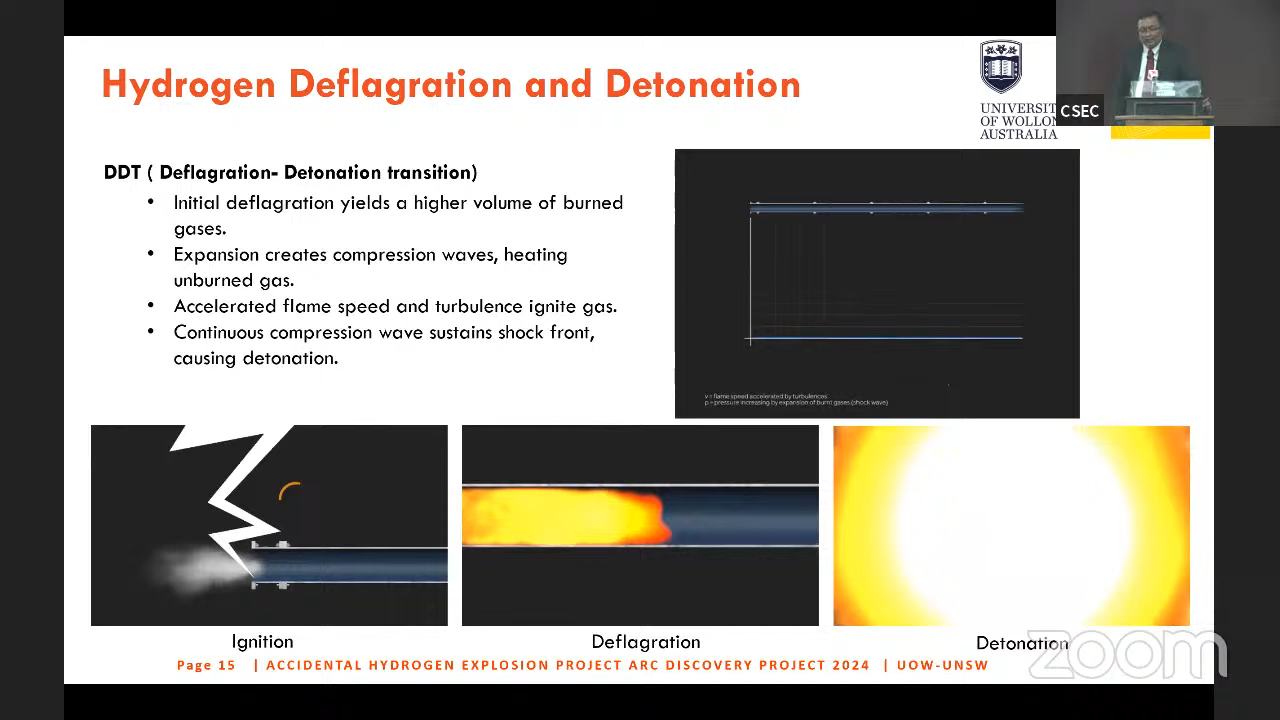 Hydrogen Deflagration and Detonation
UNIVERSIT
OF WOLLON
AUSTRALIA
CSEC
DDT ( Deflagration- Detonation transition)
• Initial deflagration yields a higher volume of burned
gases.
• Expansion creates compression waves, heating
unburned gas.
• Accelerated flame speed and turbulence ignite gas.
• Continuous compression wave sustains shock front,
causing detonation.
v = flame speed accelerated by turbulences
p = pressure increasing by expansion of burnt gases (shock wave)
Ignition
Deflagration
Detonation
Page 15 | ACCIDENTAL HYDROGEN EXPLOSION PROJECT ARC DISCOVERY PROJECT 2024 | UOW-UNSW
zoom